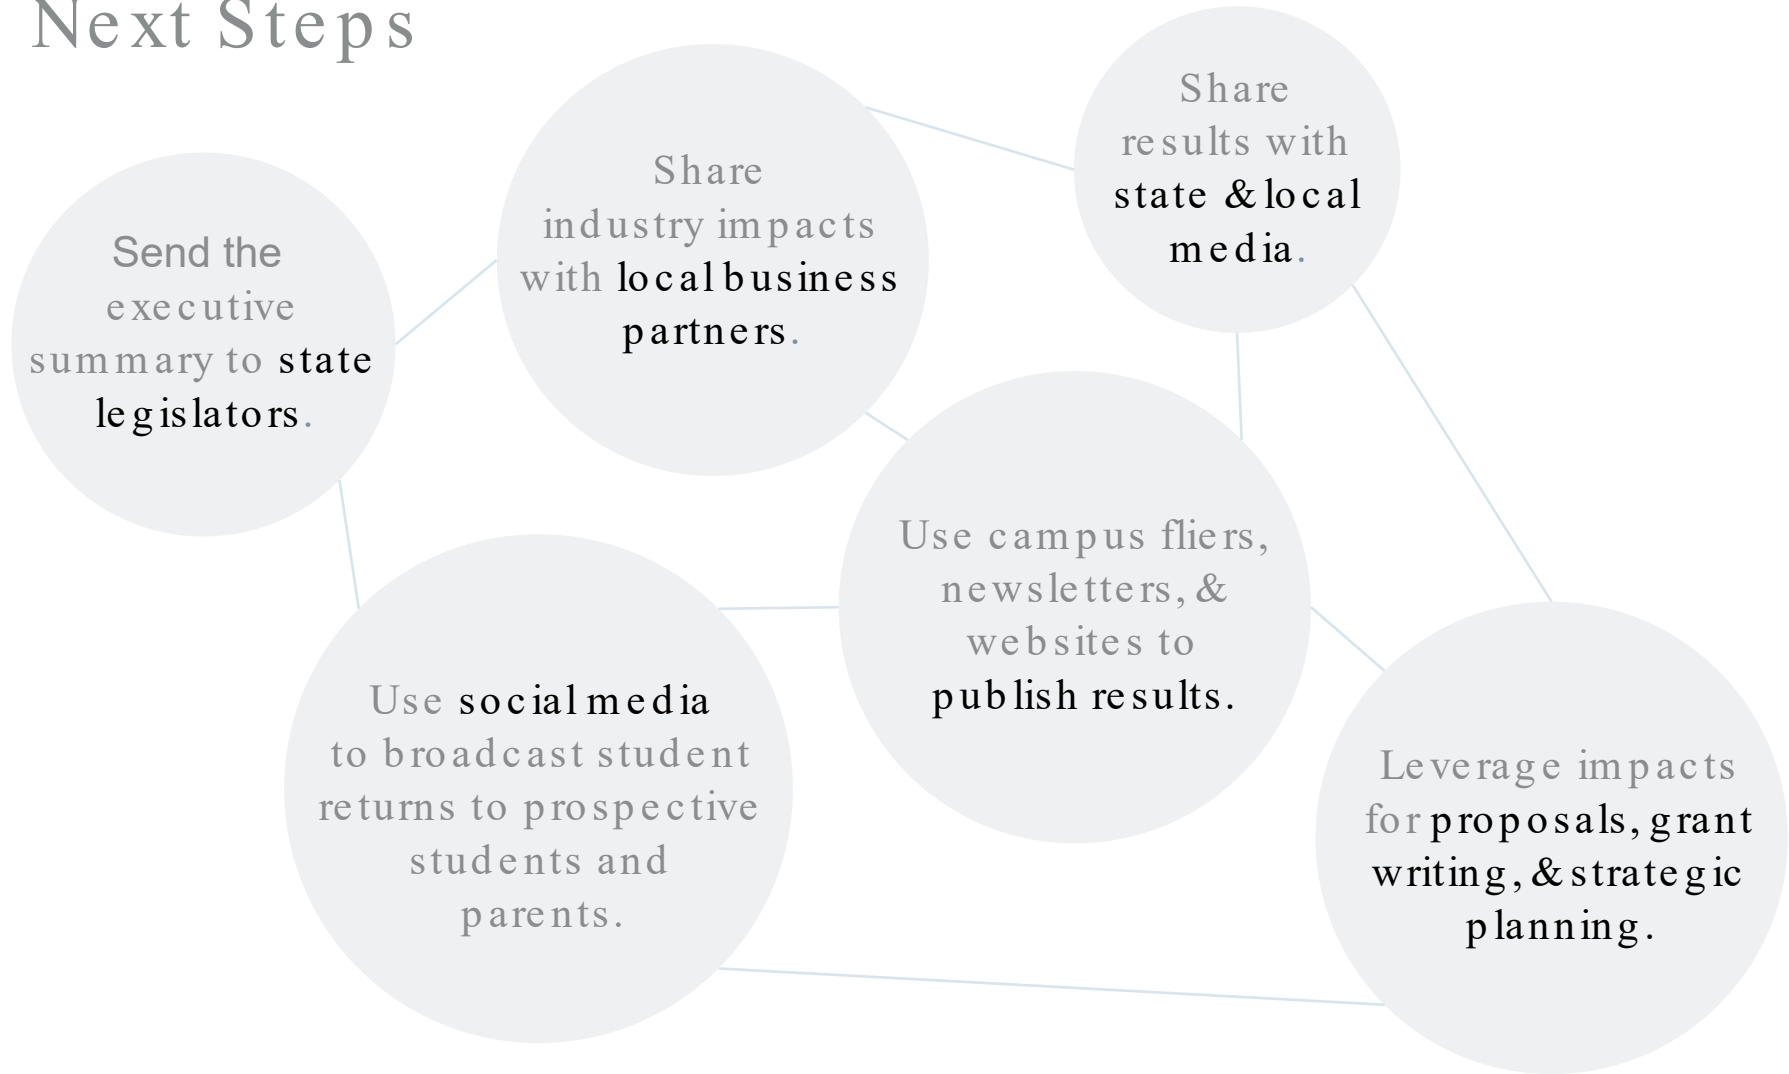 Next Steps
Send the
executive
summary to state
legislators.
Share
industry impacts
with local business
partners.
Share
results with
state & local
media.
Use social media
to broadcast student
returns to prospective
students and
parents.
Use campus fliers,
newsletters, &
websites to
publish results.
Leverage impacts
for proposals, grant
writing, & strategic
planning.